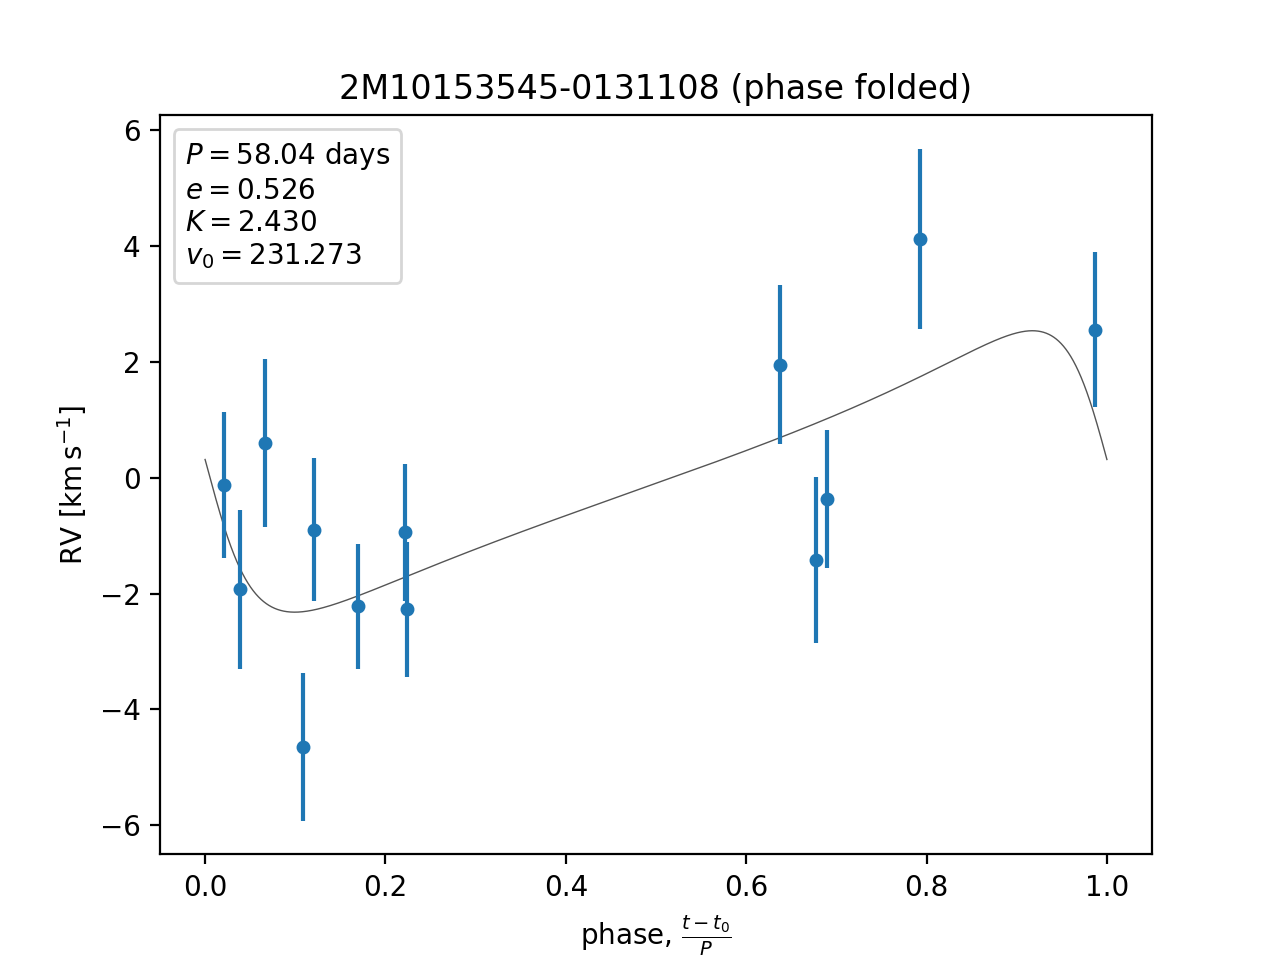 2M10153545-0131108 (phase folded)
P = 58.04 days
e = 0.526
K = 2.430
v₀ = 231.273
6
4
2
0
−2
−4
−6
RV [km s⁻¹]
0.0 0.2 0.4 0.6 0.8 1.0
phase, (t − t₀)/P